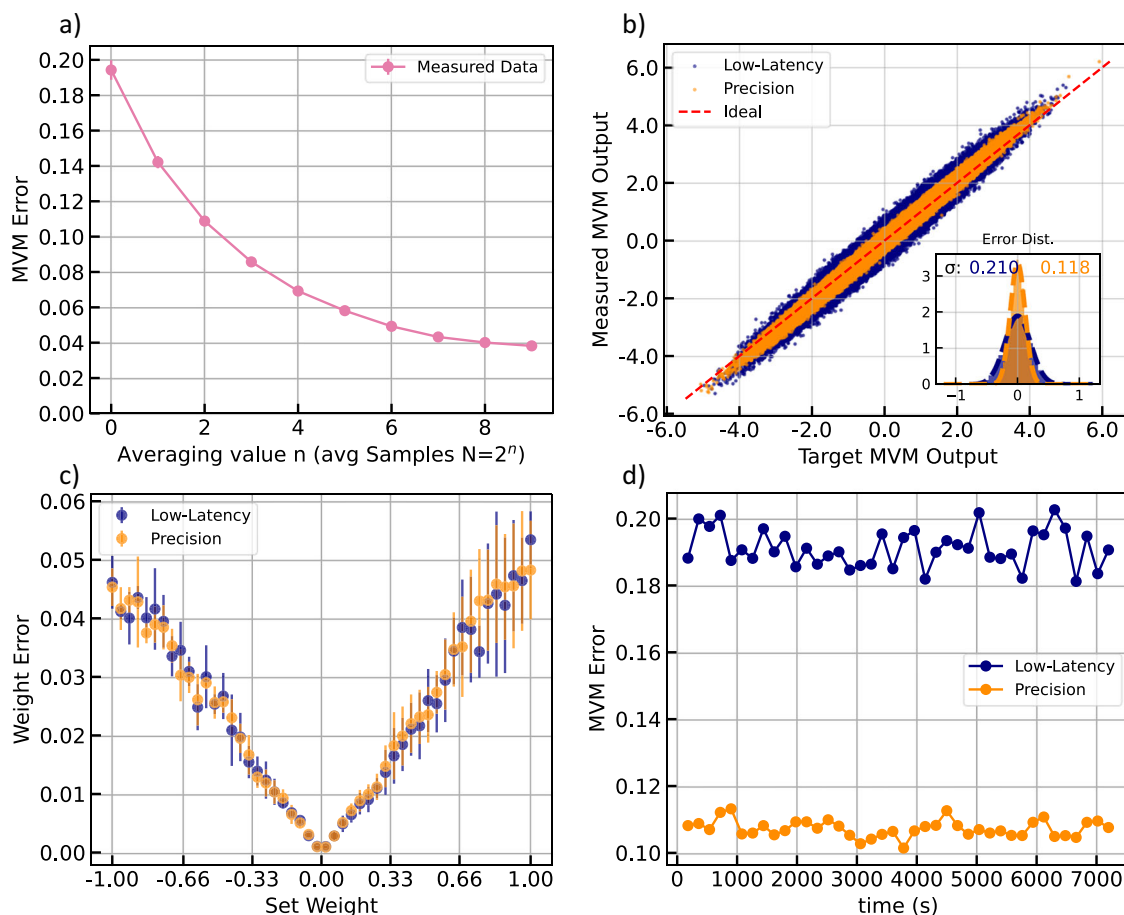 a)
0.20
0.18
0.16
0.14
0.12
0.10
0.08
0.06
0.04
0.02
0.00
MVM Error
Measured Data
0 2 4 6 8
Averaging value n (avg Samples N=2ⁿ)
b)
6.0
4.0
2.0
0.0
-2.0
-4.0
-6.0
Measured MVM Output
Low-Latency
Precision
Ideal
Error Dist.
σ: 0.210 0.118
3
2
1
0
-1 0 1
-6.0 -4.0 -2.0 0.0 2.0 4.0 6.0
Target MVM Output
c)
0.06
0.05
0.04
0.03
0.02
0.01
0.00
Weight Error
Low-Latency
Precision
-1.00 -0.66 -0.33 0.00 0.33 0.66 1.00
Set Weight
d)
0.20
0.18
0.16
0.14
0.12
0.10
MVM Error
Low-Latency
Precision
0 1000 2000 3000 4000 5000 6000 7000
time (s)